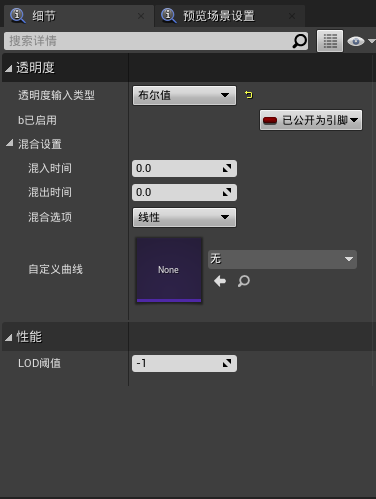 细节
预览场景设置
搜索详情
透明度
透明度输入类型
布尔值
b已启用
已公开为引脚
混合设置
混入时间
0.0
混出时间
0.0
混合选项
线性
自定义曲线
None
无
性能
LOD阈值
-1